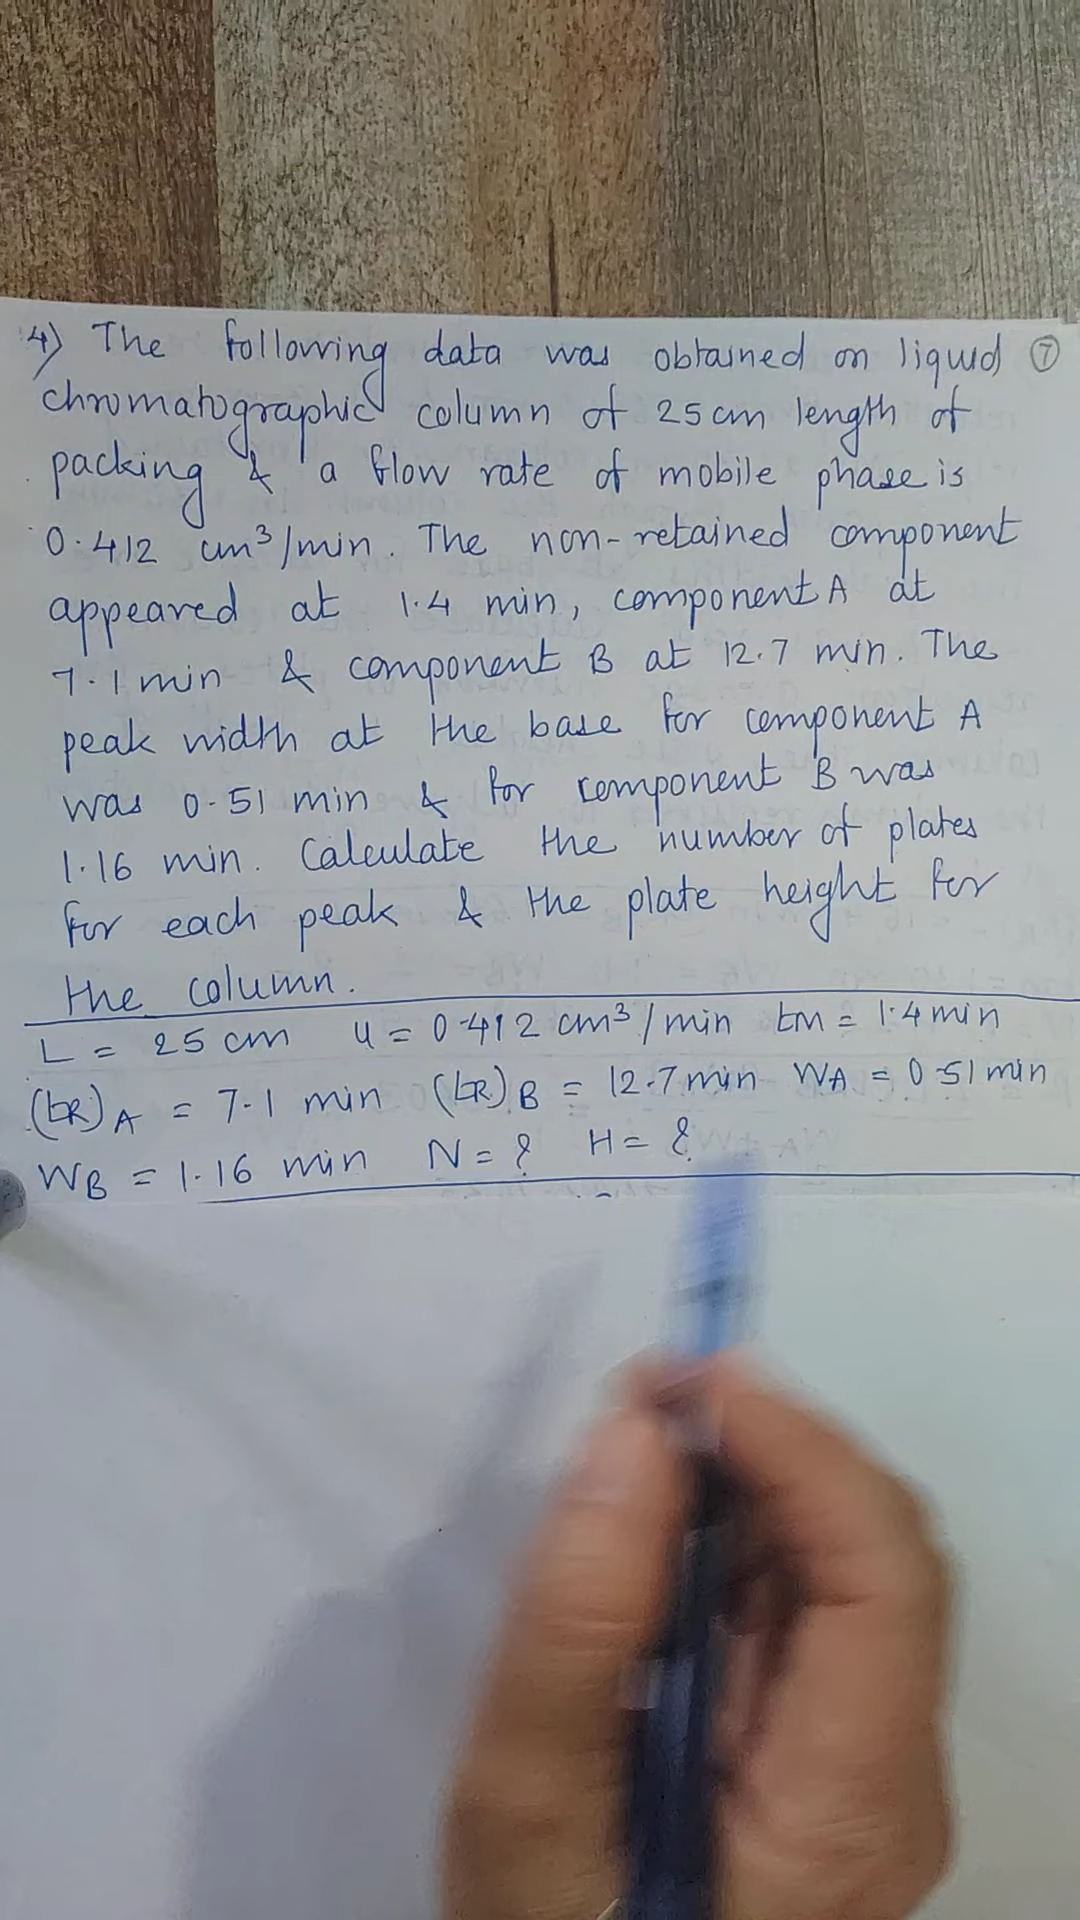 4) The following data was obtained on liquid ⑦
chromatographic column of 25 cm length of
packing & a flow rate of mobile phase is
0.412 cm³/min. The non-retained component
appeared at 1.4 min, component A at
7.1 min & component B at 12.7 min. The
peak width at the base for component A
was 0.51 min & for component B was
1.16 min. Calculate the number of plates
for each peak & the plate height for
the column.
L = 25 cm u = 0.412 cm³/min tm = 1.4 min
(tR)A = 7.1 min (tR)B = 12.7 min WA = 0.51 min
WB = 1.16 min N = ? H = ?